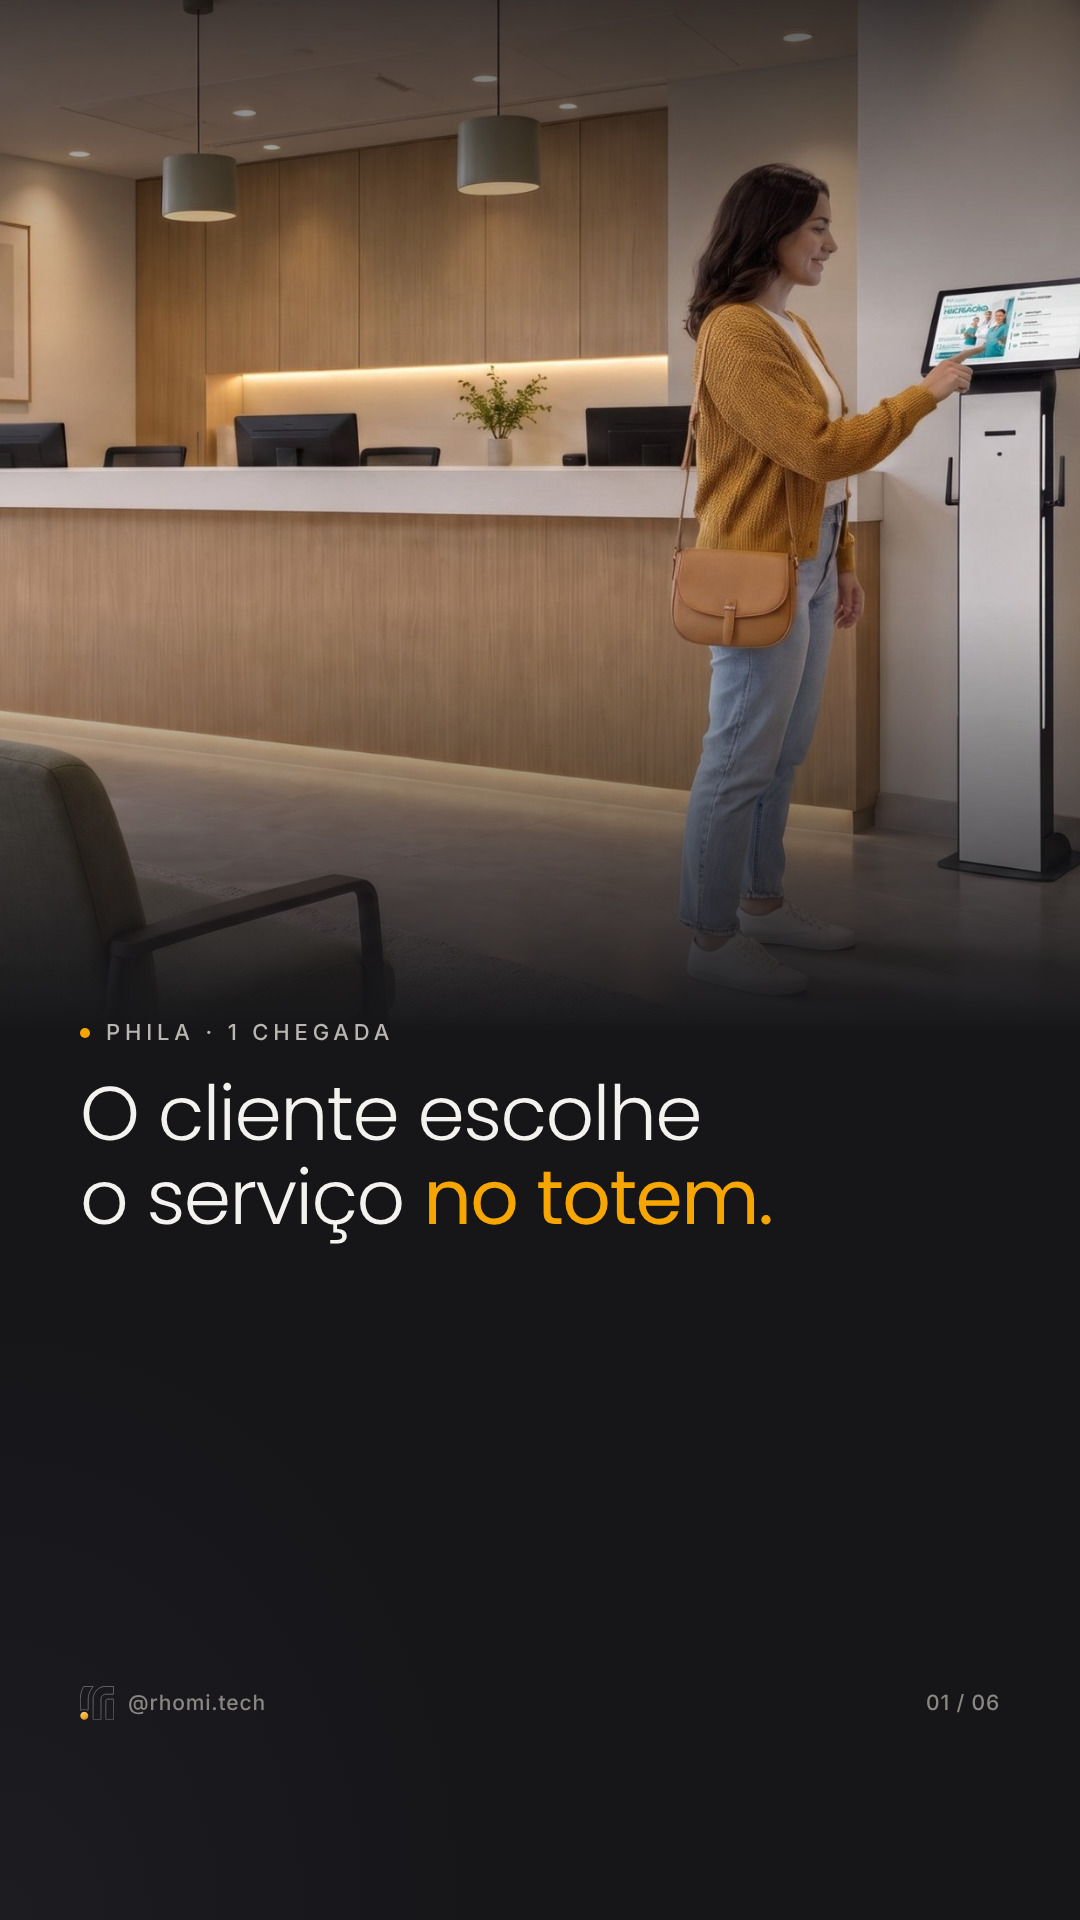 PHILA · 1 CHEGADA
O cliente escolhe
o serviço no totem.
@rhomi.tech
01 / 06